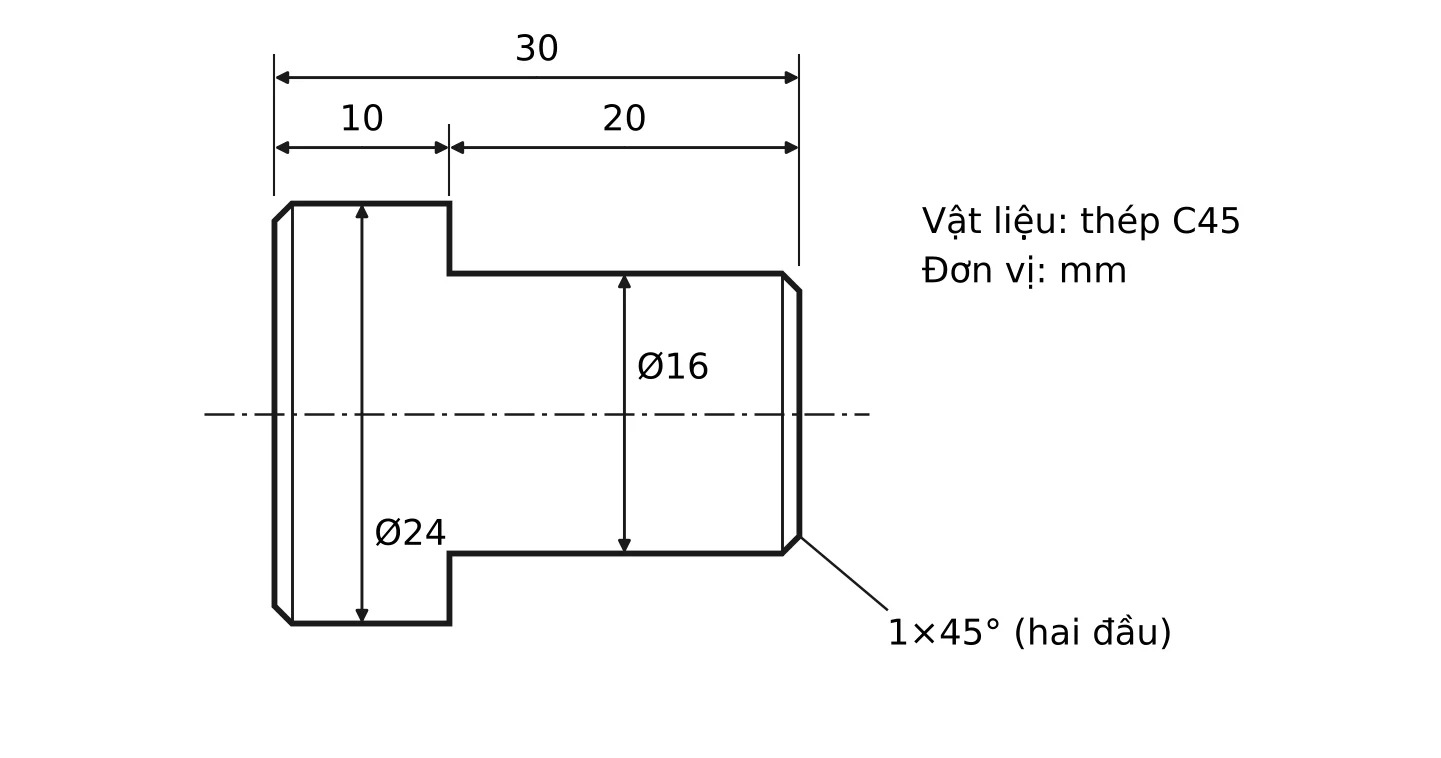 30
10
20
Vật liệu: thép C45
Đơn vị: mm
Ø16
Ø24
1×45° (hai đầu)